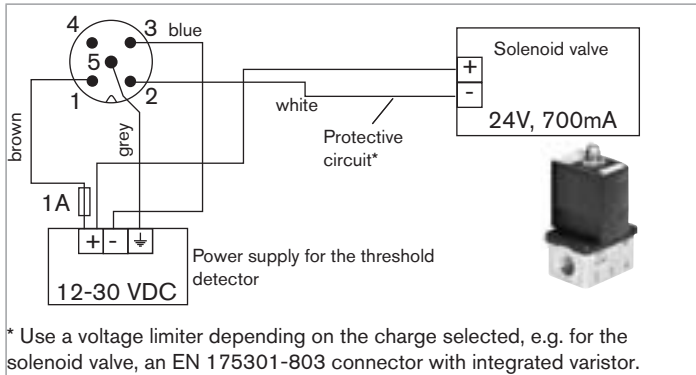 4
3
blue
5
1
2
white
brown
grey
1A
+
-
Solenoid valve
24V, 700mA
Protective
circuit*
+ -
12-30 VDC
Power supply for the threshold
detector
* Use a voltage limiter depending on the charge selected, e.g. for the
solenoid valve, an EN 175301-803 connector with integrated varistor.